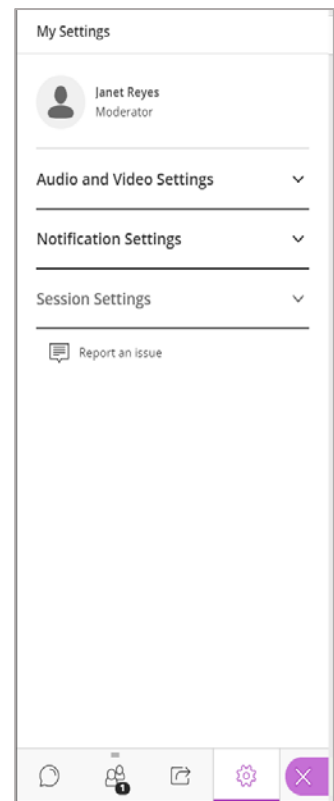 My Settings
Janet Reyes
Moderator
Audio and Video Settings
Notification Settings
Session Settings
Report an issue
1